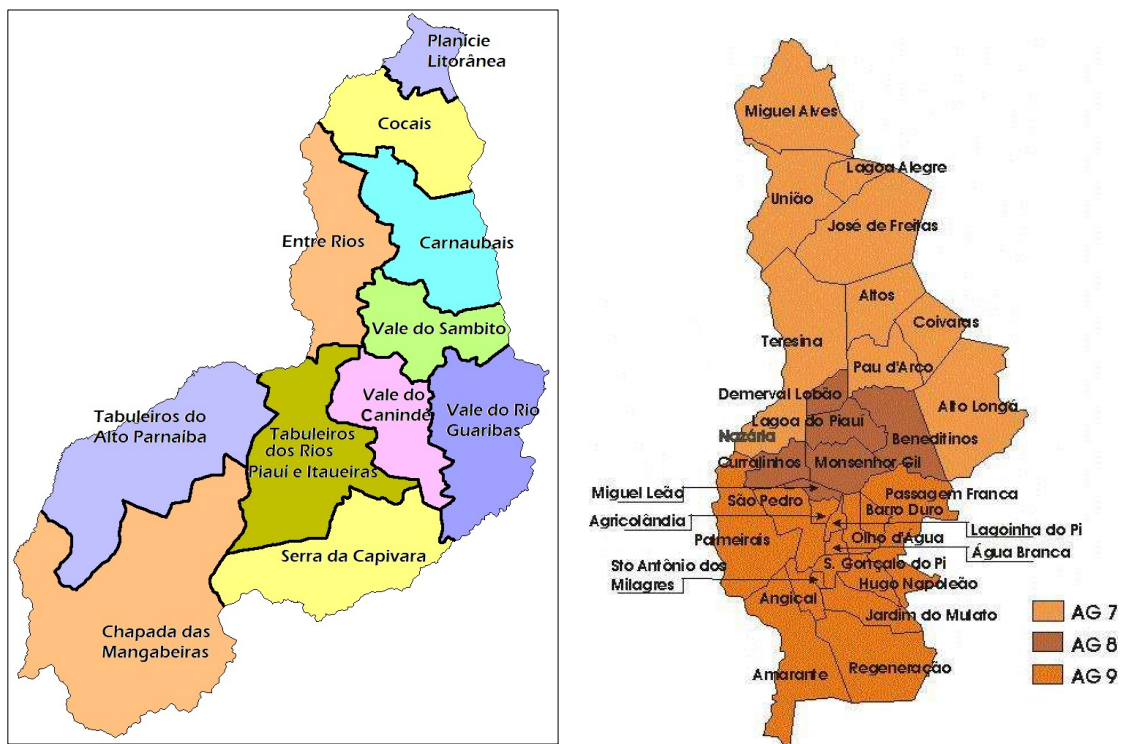 Planície
Litorânea
Cocais
Entre Rios
Carnaubais
Vale do Sambito
Tabuleiros do
Alto Parnaíba
Vale do
Canindé
Vale do Rio
Guaribas
Tabuleiros
dos Rios
Piauí e Itaueiras
Serra da Capivara
Chapada das
Mangabeiras
Miguel Alves
Lagoa Alegre
União
José de Freitas
Altos
Coivaras
Teresina
Pau d'Arco
Demerval Lobão
Alto Longá
Lagoa do Piauí
Nazária
Beneditinos
Curralinhos
Monsenhor Gil
Miguel Leão
São Pedro
Passagem Franca
Barro Duro
Agricolândia
Lagoinha do Pi
Palmeirais
Olho d'Agua
Água Branca
Sto Antônio dos
Milagres
S. Gonçalo do Pi
Hugo Napoleão
Angical
Jardim do Mulato
Amarante
Regeneração
AG 7
AG 8
AG 9